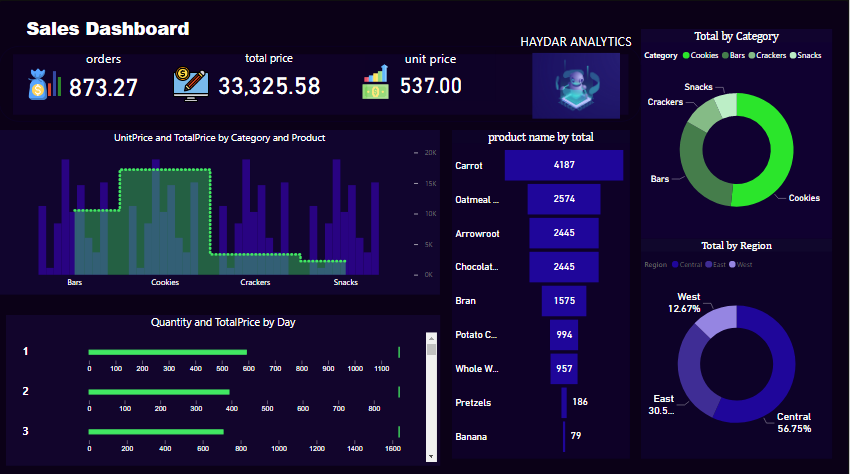 Sales Dashboard
orders
873.27
total price
33,325.58
unit price
537.00
HAYDAR ANALYTICS
Total by Category
Category Cookies Bars Crackers Snacks
Snacks
Crackers
Bars
Cookies
UnitPrice and TotalPrice by Category and Product
20K
15K
10K
5K
0K
Bars Cookies Crackers Snacks
product name by total
Carrot 4187
Oatmeal ... 2574
Arrowroot 2445
Chocolat... 2445
Bran 1575
Potato C... 994
Whole W... 957
Pretzels 186
Banana 79
Total by Region
Region Central East West
West
12.67%
East
30.5...
Central
56.75%
Quantity and TotalPrice by Day
1
0 100 200 300 400 500 600 700 800 900 1000 1100
2
0 100 200 300 400 500 600 700 800
3
0 200 400 600 800 1000 1200 1400 1600